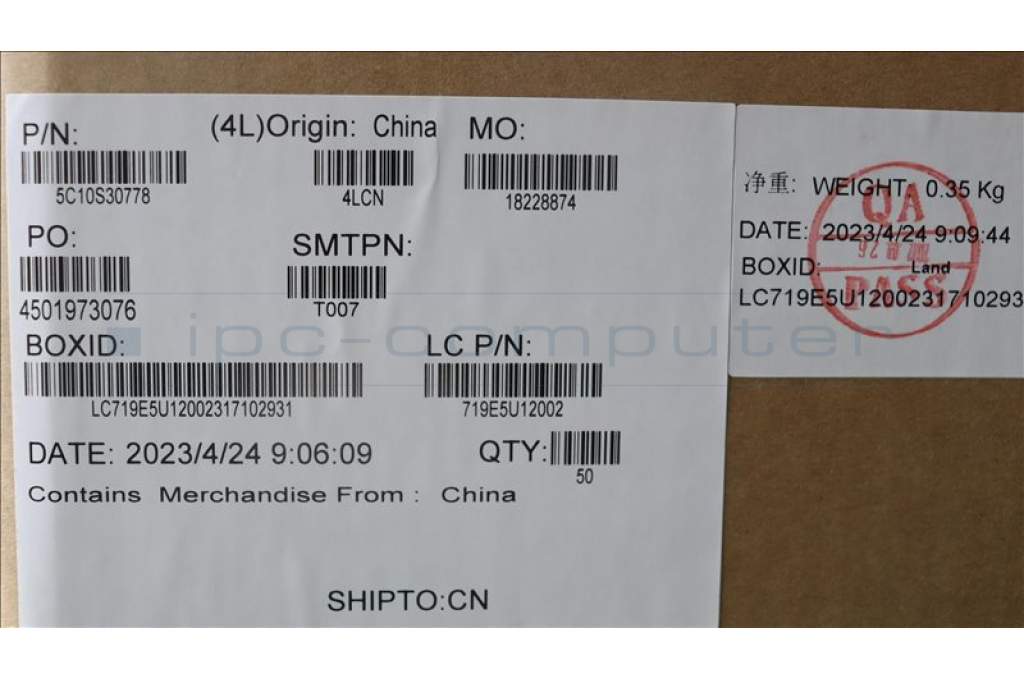 P/N: (4L)Origin: China MO:
5C10S30778 4LCN 18228874
PO: SMTPN:
4501973076 T007
BOXID: LC P/N:
LC719E5U12002317102931 719E5U12002
DATE: 2023/4/24 9:06:09 QTY:
50
Contains Merchandise From : China
SHIPTO:CN
净重: WEIGHT: 0.35 Kg
DATE: 2023/4/24 9:09:44
BOXID: Land
LC719E5U1200231710293
QA
PASS
ipc-computer